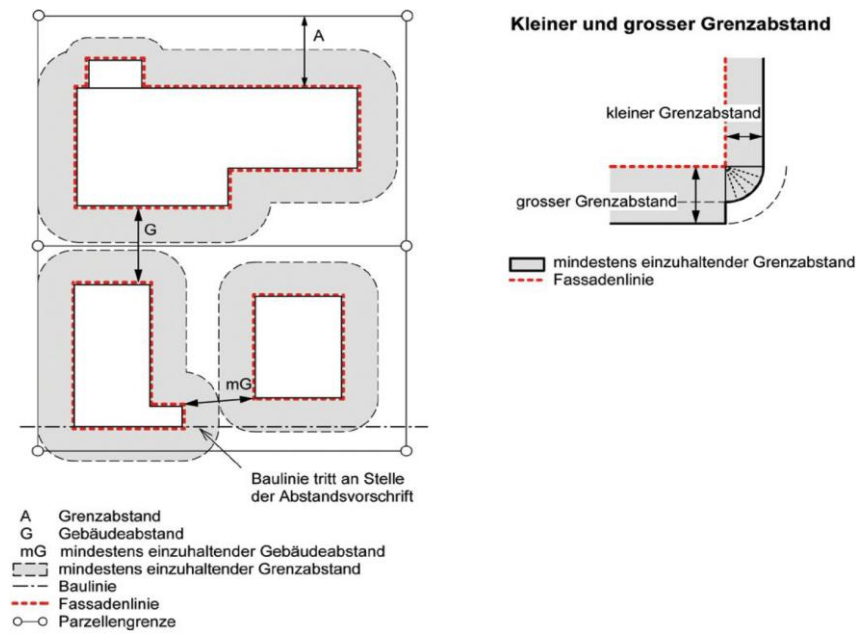 A
G
mG
Baulinie tritt an Stelle
der Abstandsvorschrift
A Grenzabstand
G Gebäudeabstand
mG mindestens einzuhaltender Gebäudeabstand
mindestens einzuhaltender Grenzabstand
Baulinie
Fassadenlinie
Parzellengrenze
Kleiner und grosser Grenzabstand
kleiner Grenzabstand
grosser Grenzabstand
mindestens einzuhaltender Grenzabstand
Fassadenlinie